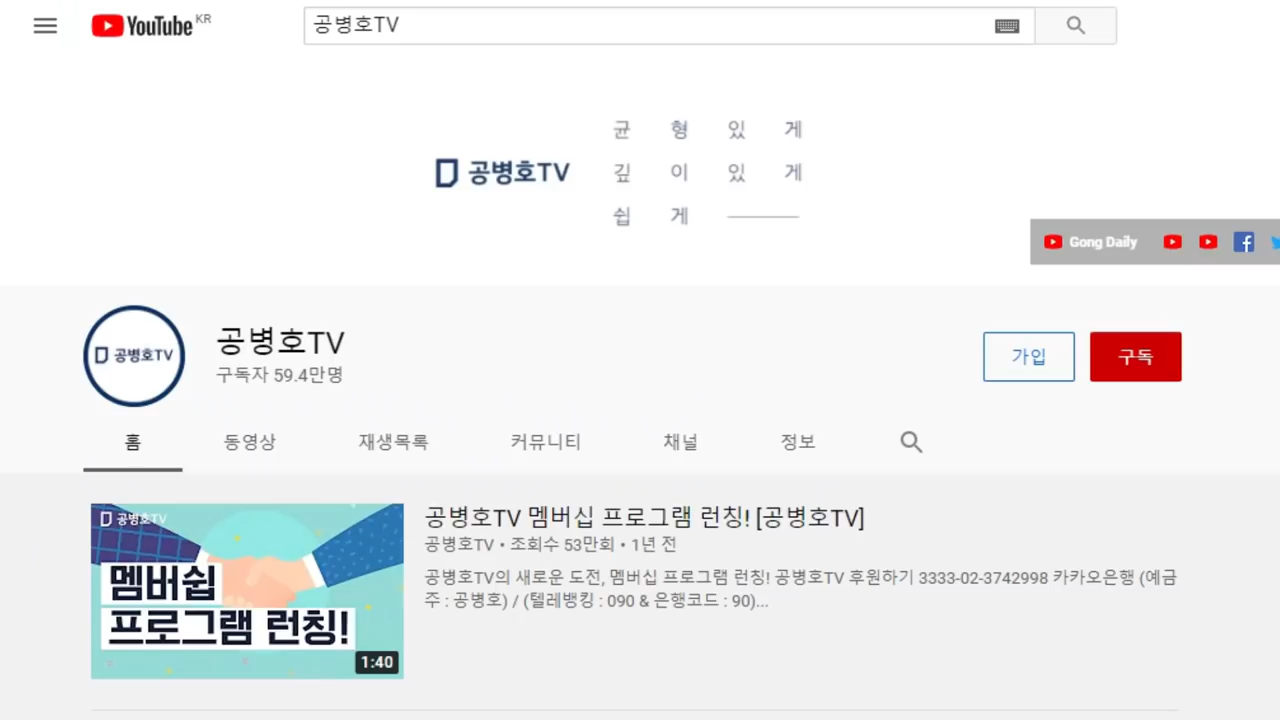 YouTube KR
공병호TV
균 형 있 게
공병호TV
깊 이 있 게
쉽 게
Gong Daily
공병호TV
공병호TV
구독자 59.4만명
가입
구독
홈
동영상
재생목록
커뮤니티
채널
정보
공병호TV
멤버쉽
프로그램 런칭!
1:40
공병호TV 멤버십 프로그램 런칭! [공병호TV]
공병호TV • 조회수 53만회 • 1년 전
공병호TV의 새로운 도전, 멤버십 프로그램 런칭! 공병호TV 후원하기 3333-02-3742998 카카오은행 (예금
주 : 공병호) / (텔레뱅킹 : 090 & 은행코드 : 90)...